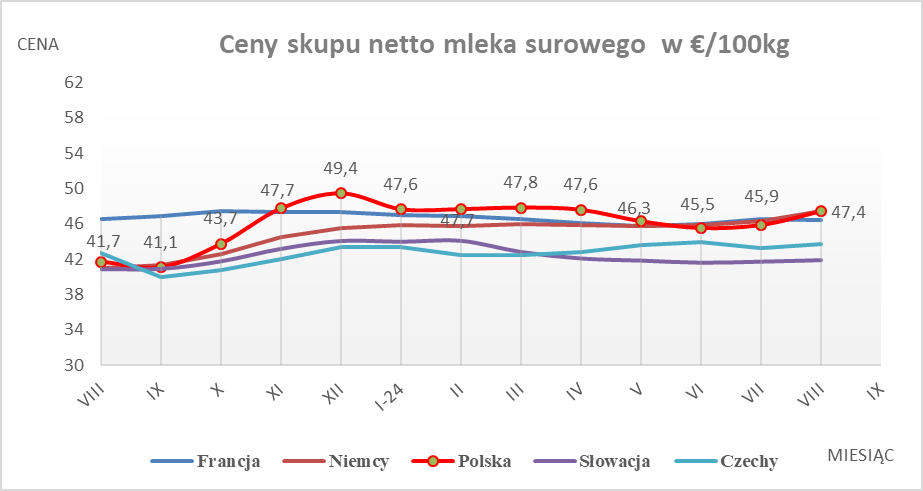 CENA
Ceny skupu netto mleka surowego w €/100kg
62
58
54
50
46
42
38
34
30
41,7
41,1
43,7
47,7
49,4
47,6
47,7
47,8
47,6
46,3
45,5
45,9
47,4
VIII
IX
X
XI
XII
I-24
II
III
IV
V
VI
VII
VIII
IX
MIESIĄC
Francja
Niemcy
Polska
Słowacja
Czechy